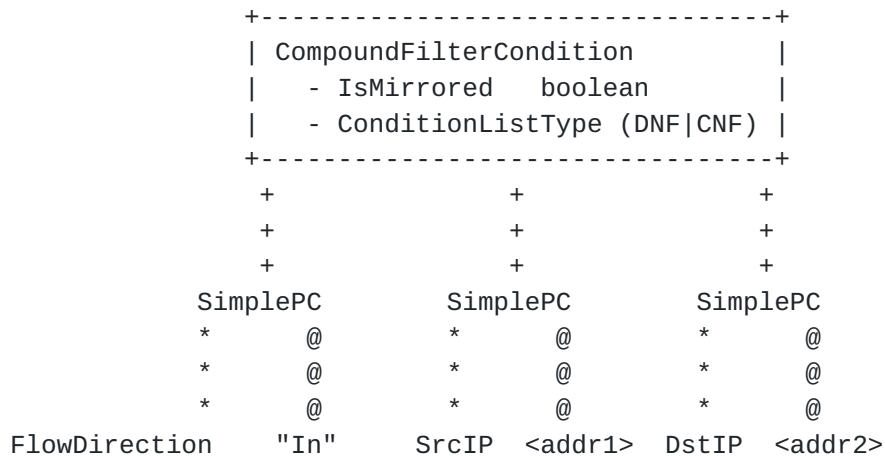 +---------------------------------+
| CompoundFilterCondition         |
|   - IsMirrored   boolean        |
|   - ConditionListType (DNF|CNF) |
+---------------------------------+
+ + +
+ + +
+ + +
SimplePC SimplePC SimplePC
* @ * @ * @
* @ * @ * @
* @ * @ * @
FlowDirection "In" SrcIP <addr1> DstIP <addr2>